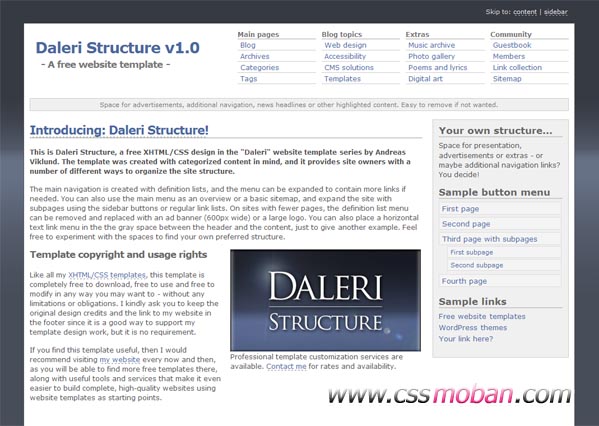 Skip to: content | sidebar
Daleri Structure v1.0
- A free website template -
Main pages
Blog
Archives
Categories
Tags
Blog topics
Web design
Accessibility
CMS solutions
Templates
Extras
Music archive
Photo gallery
Poems and lyrics
Digital art
Community
Guestbook
Members
Link collection
Sitemap
Space for advertisements, additional navigation, news headlines or other highlighted content. Easy to remove if not wanted.
Introducing: Daleri Structure!
This is Daleri Structure, a free XHTML/CSS design in the "Daleri" website template series by Andreas
Viklund. The template was created with categorized content in mind, and it provides site owners with a
number of different ways to organize the site structure.
The main navigation is created with definition lists, and the menu can be expanded to contain more links if
needed. You can also use the main menu as an overview or a basic sitemap, and expand the site with
subpages using the sidebar buttons or regular link lists. On sites with fewer pages, the definition list menu
can be removed and replaced with an ad banner (600px wide) or a large logo. You can also place a horizontal
text link menu in the the gray space between the header and the content, just to give another example. Feel
free to experiment with the spaces to find your own preferred structure.
Template copyright and usage rights
Like all my XHTML/CSS templates, this template is
completely free to download, free to use and free to
modify in any way you may want to - without any
limitations or obligations. I kindly ask you to keep the
original design credits and the link to my website in
the footer since it is a good way to support my
template design work, but it is no requirement.
If you find this template useful, then I would
recommend visiting my website every now and then,
as you will be able to find more free templates there,
along with useful tools and services that make it even
easier to build complete, high-quality websites using
website templates as starting points.
DALERI
STRUCTURE
Professional template customization services are
available. Contact me for rates and availability.
Your own structure...
Space for presentation,
advertisements or extras - or
maybe additional navigation links?
You decide!
Sample button menu
First page
Second page
Third page with subpages
First subpage
Second subpage
Fourth page
Sample links
Free website templates
WordPress themes
Your link here?
www.cssmoban.com